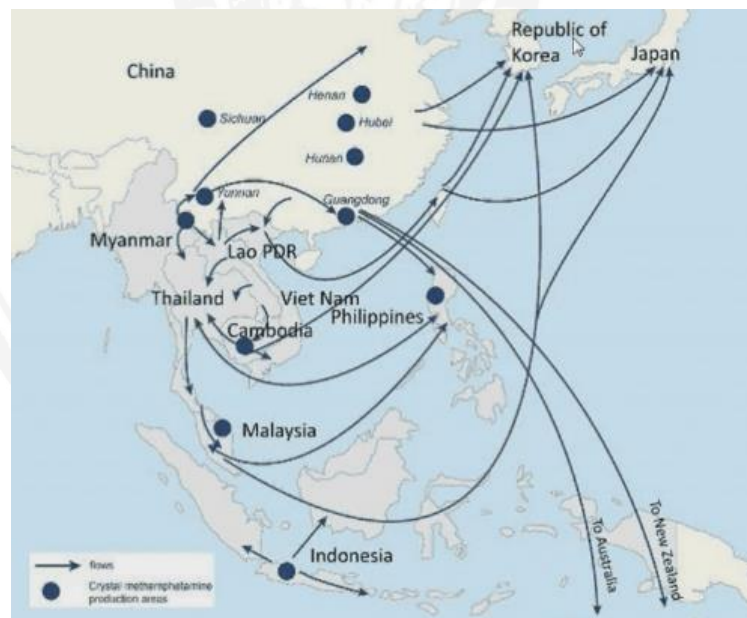 Republic of
Korea
Japan
China
Henan
Sichuan
Hubei
Hunan
Yunnan
Guangdong
Myanmar
Lao PDR
Thailand
Viet Nam
Philippines
Cambodia
Malaysia
To Australia
To New Zealand
Indonesia
flows
Crystal methamphetamine
production areas